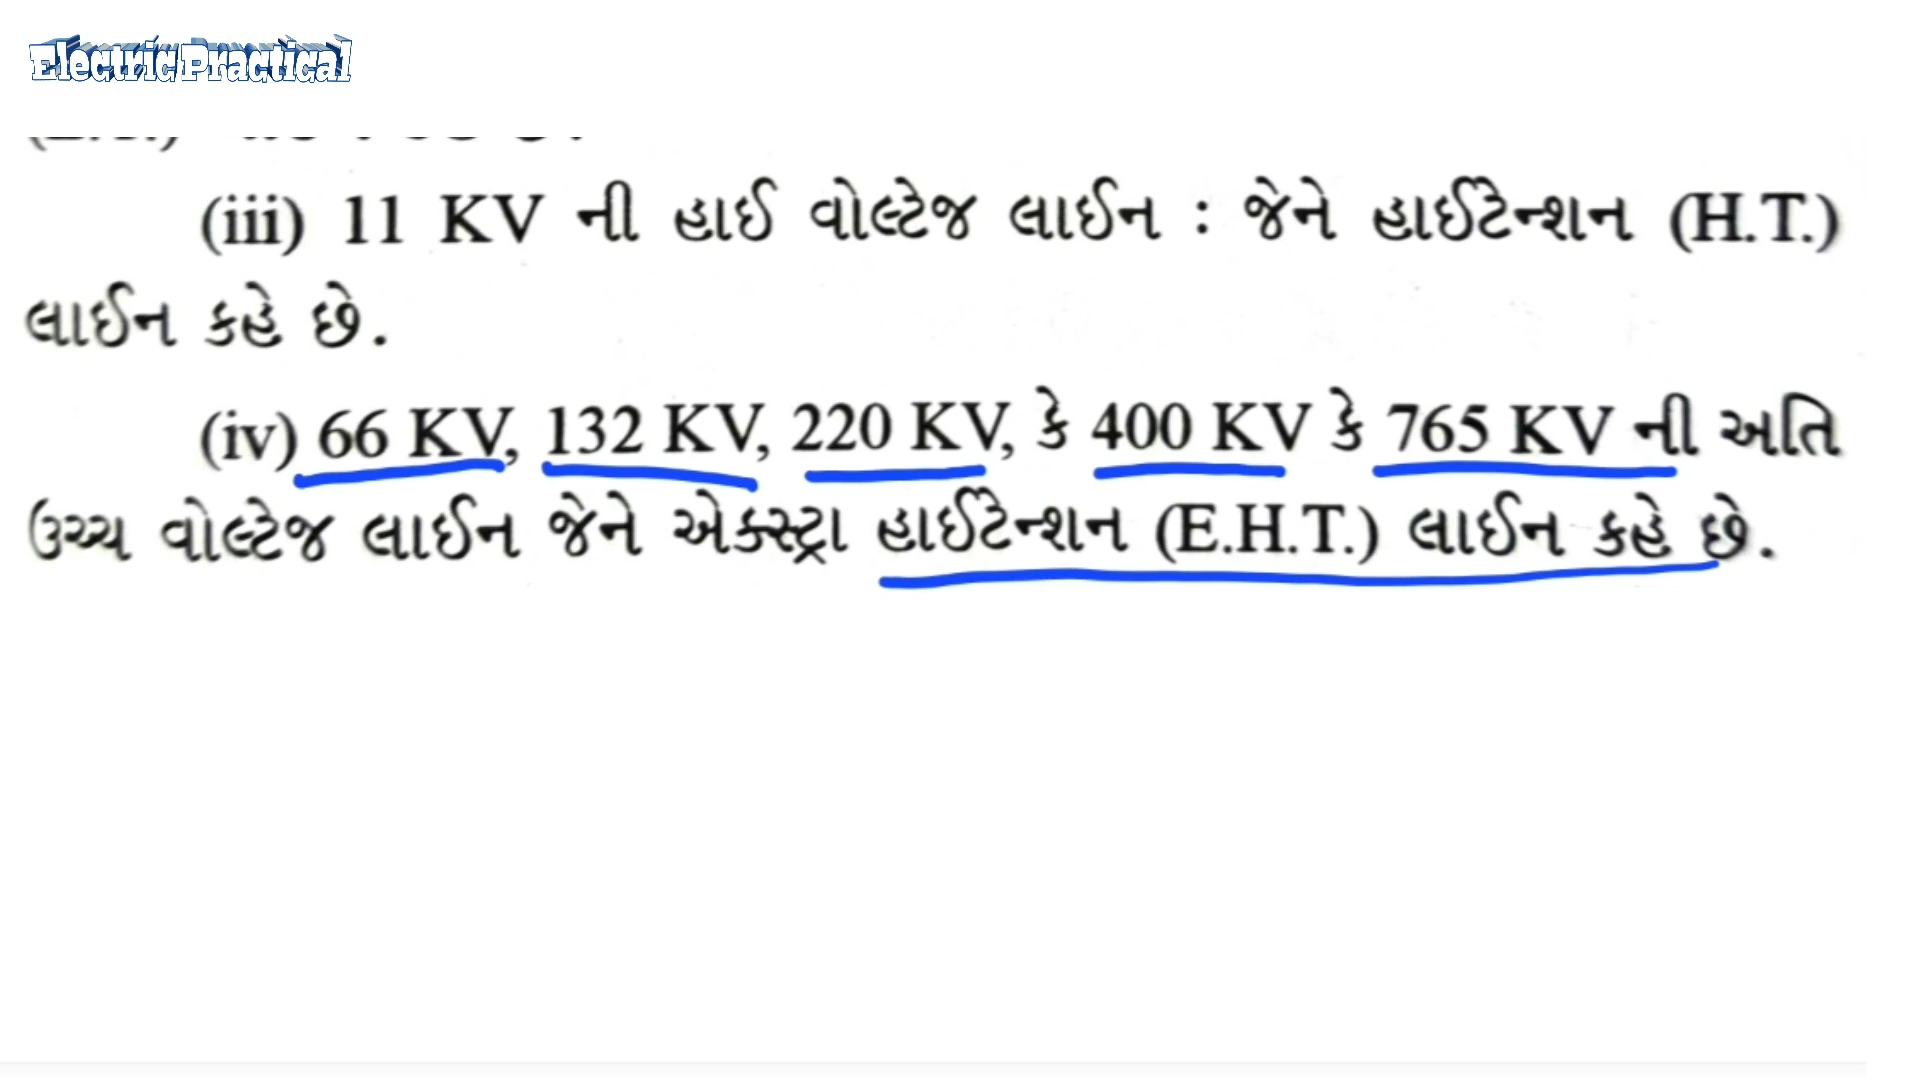 Electric Practical
(iii) 11 KV ની હાઈ વોલ્ટેજ લાઈન : જેને હાઈટેન્શન (H.T.)
લાઈન કહે છે.
(iv) 66 KV, 132 KV, 220 KV, કે 400 KV કે 765 KV ની અતિ
ઉચ્ચ વોલ્ટેજ લાઈન જેને એક્સ્ટ્રા હાઈટેન્શન (E.H.T.) લાઈન કહે છે.